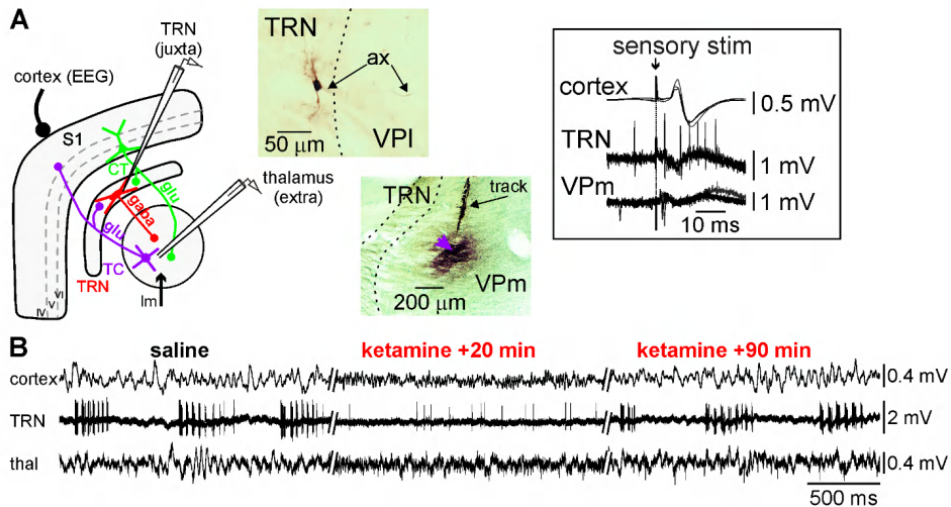 A
TRN
(juxta)
cortex (EEG)
S1
CT
glu
gaba
glu
TC
TRN
lm
IV
V
VI
thalamus
(extra)
TRN
ax
50 μm
VPl
TRN
track
200 μm
VPm
sensory stim
cortex
0.5 mV
TRN
1 mV
VPm
1 mV
10 ms
B
saline
ketamine +20 min
ketamine +90 min
cortex
0.4 mV
TRN
2 mV
thal
0.4 mV
500 ms